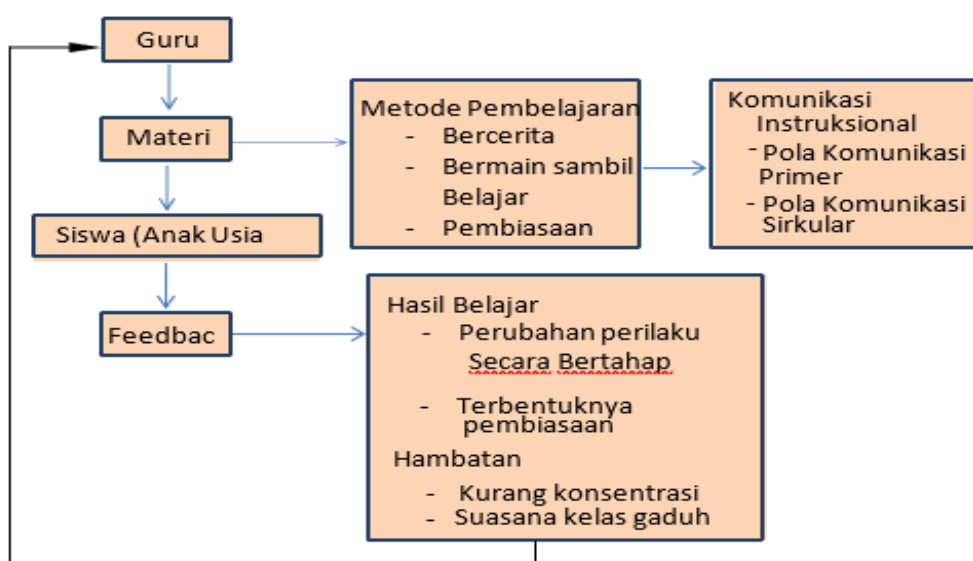 Guru
Materi
Metode Pembelajaran
- Bercerita
- Bermain sambil
Belajar
- Pembiasaan
Komunikasi
Instruksional
- Pola Komunikasi
Primer
- Pola Komunikasi
Sirkular
Siswa (Anak Usia
Feedbac
Hasil Belajar
- Perubahan perilaku
Secara Bertahap
- Terbentuknya
pembiasaan
Hambatan
- Kurang konsentrasi
- Suasana kelas gaduh